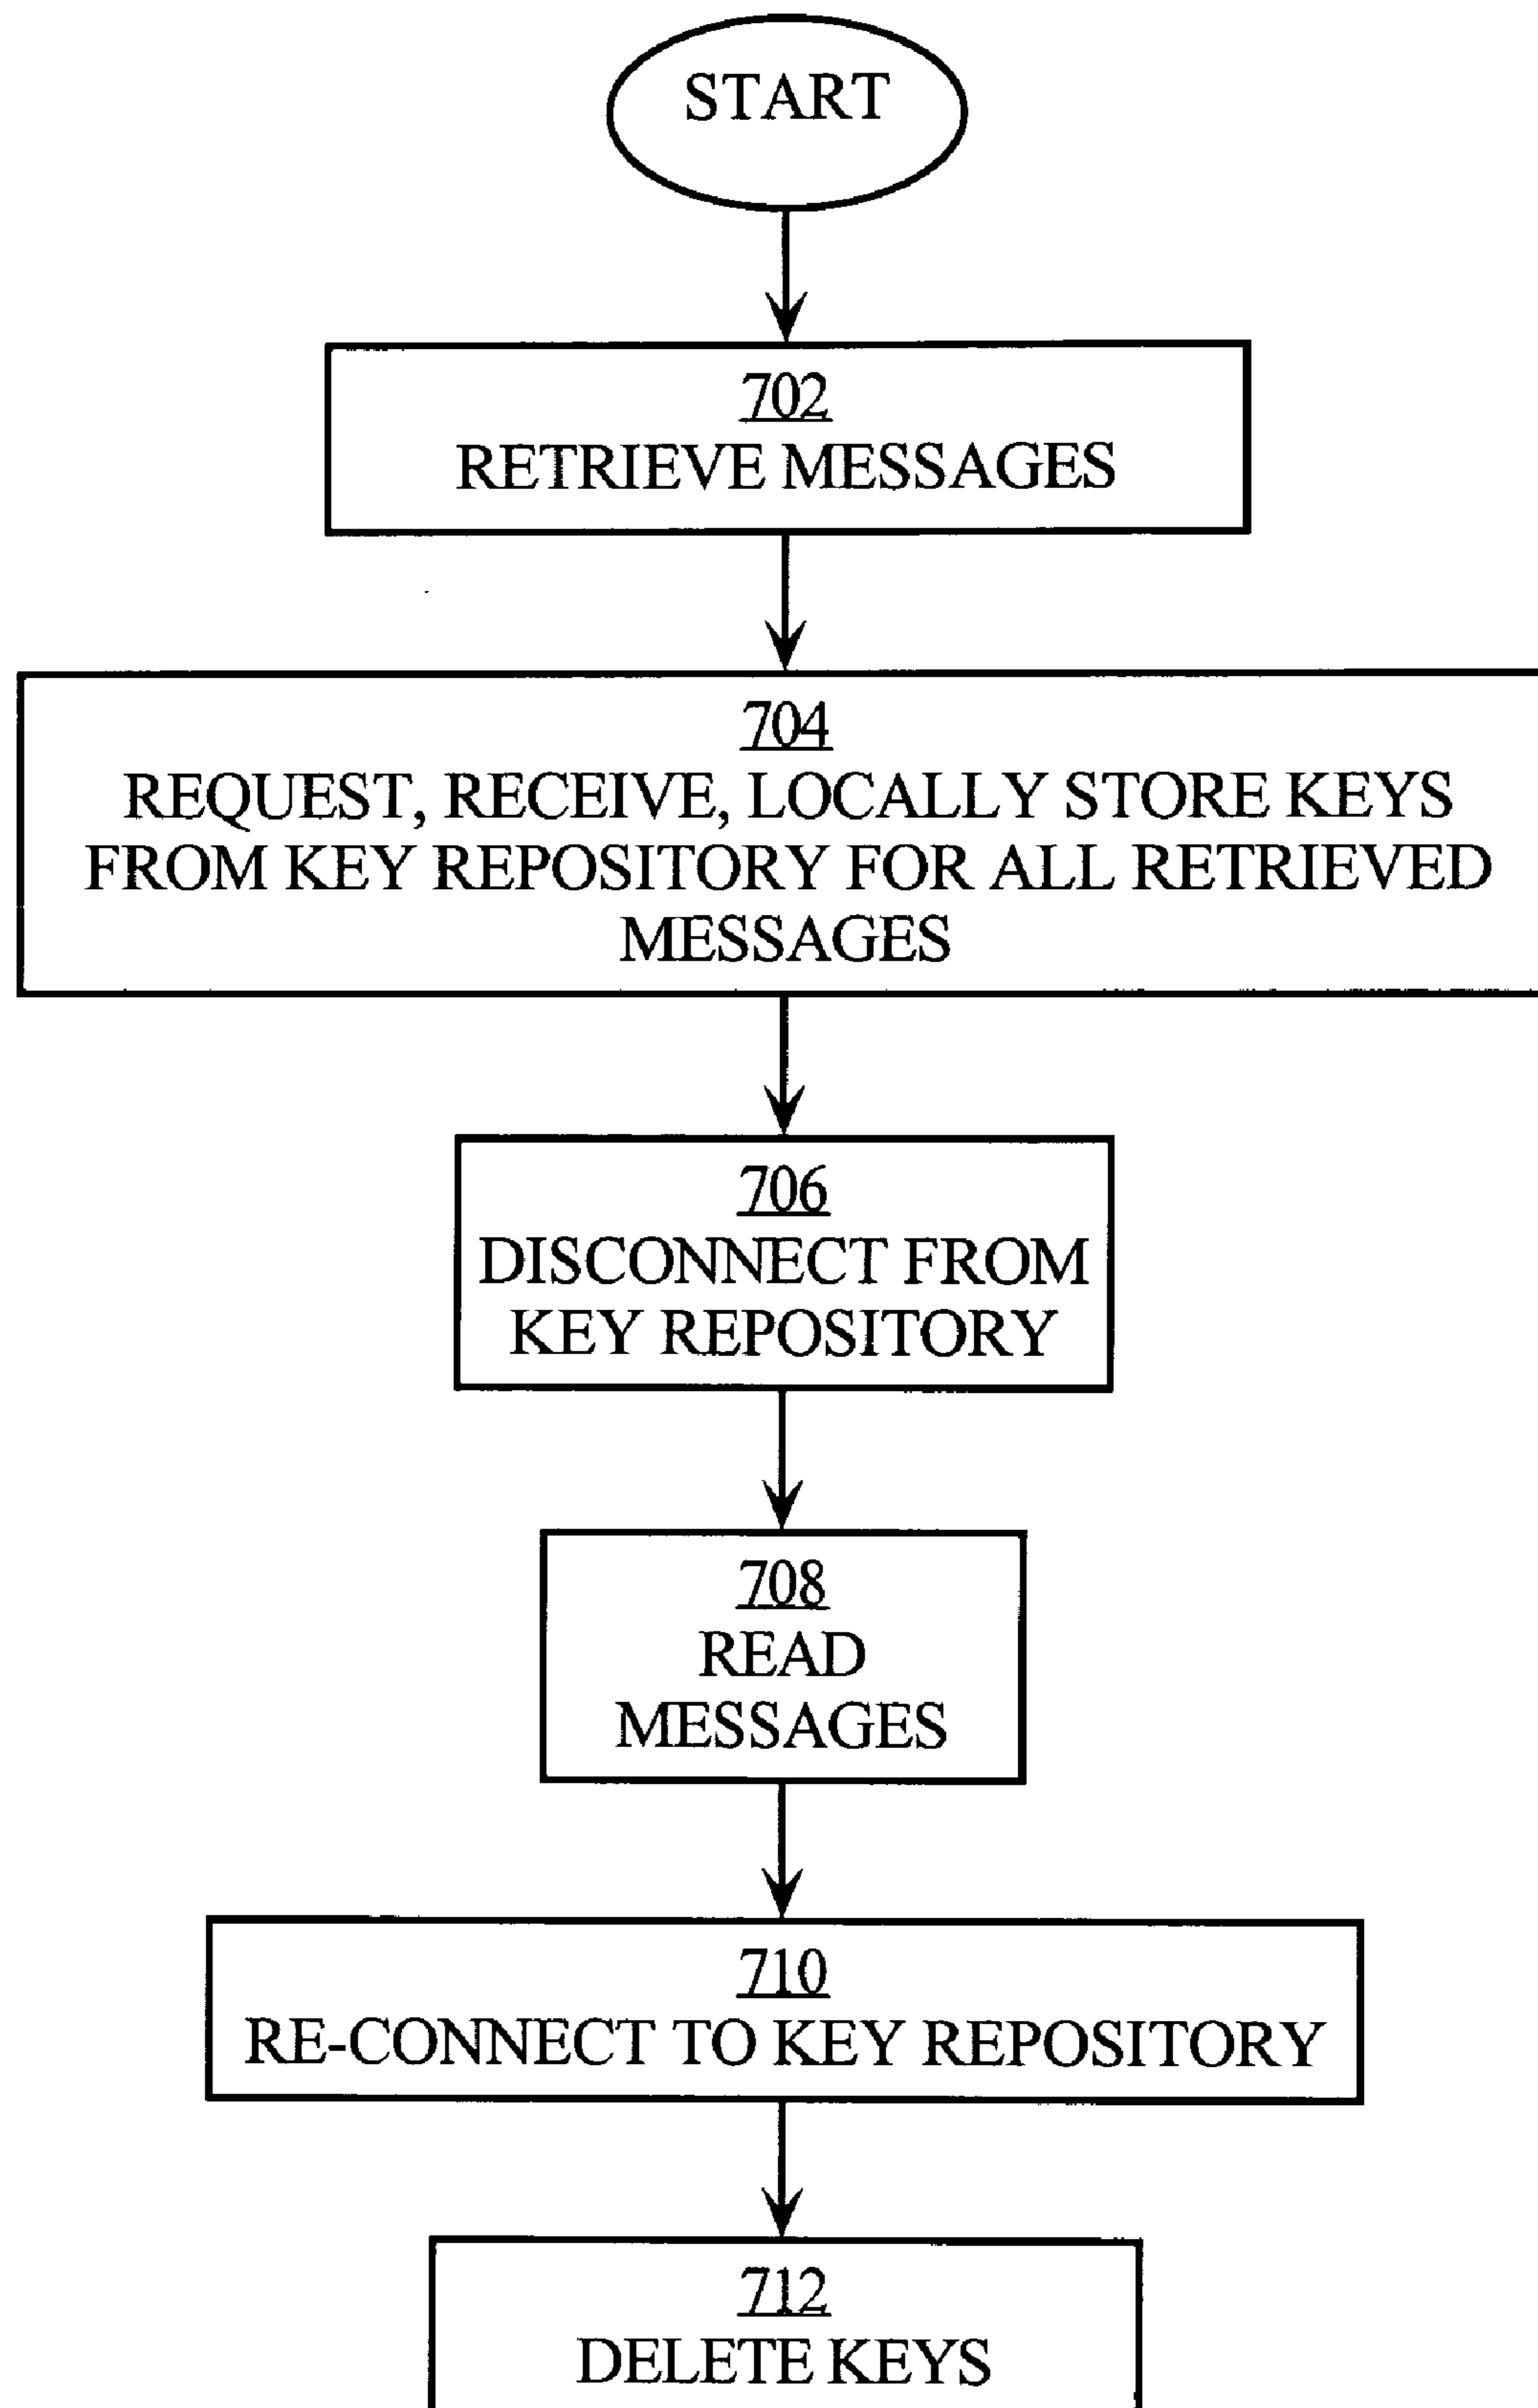 START
702
RETRIEVE MESSAGES
704
REQUEST, RECEIVE, LOCALLY STORE KEYS
FROM KEY REPOSITORY FOR ALL RETRIEVED
MESSAGES
706
DISCONNECT FROM
KEY REPOSITORY
708
READ
MESSAGES
710
RE-CONNECT TO KEY REPOSITORY
712
DELETE KEYS